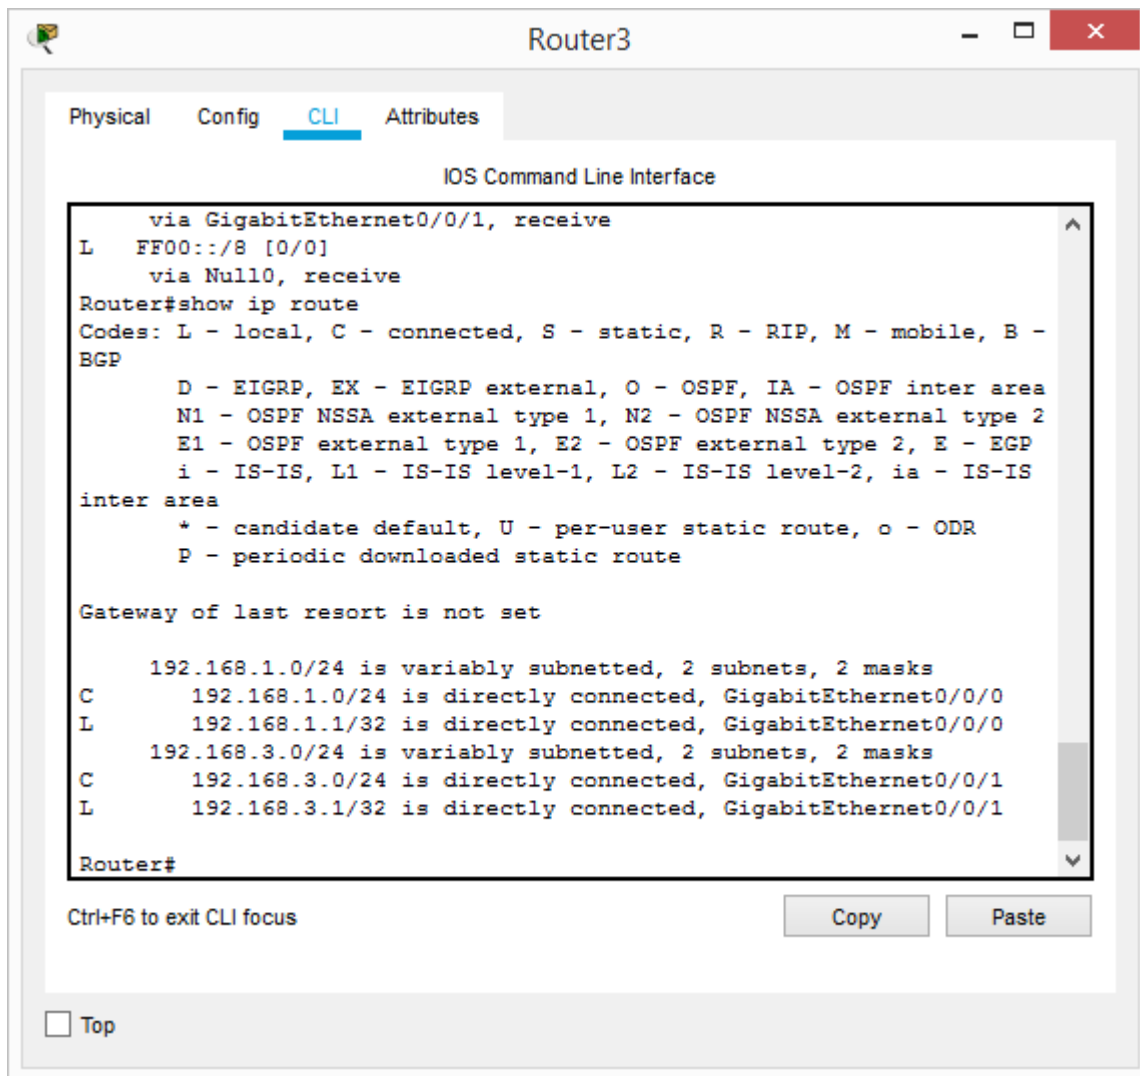 Router3
Physical Config CLI Attributes
IOS Command Line Interface
via GigabitEthernet0/0/1, receive
L FF00::/8 [0/0]
via Null0, receive
Router#show ip route
Codes: L - local, C - connected, S - static, R - RIP, M - mobile, B -
BGP
D - EIGRP, EX - EIGRP external, O - OSPF, IA - OSPF inter area
N1 - OSPF NSSA external type 1, N2 - OSPF NSSA external type 2
E1 - OSPF external type 1, E2 - OSPF external type 2, E - EGP
i - IS-IS, L1 - IS-IS level-1, L2 - IS-IS level-2, ia - IS-IS
inter area
* - candidate default, U - per-user static route, o - ODR
P - periodic downloaded static route
Gateway of last resort is not set
192.168.1.0/24 is variably subnetted, 2 subnets, 2 masks
C 192.168.1.0/24 is directly connected, GigabitEthernet0/0/0
L 192.168.1.1/32 is directly connected, GigabitEthernet0/0/0
192.168.3.0/24 is variably subnetted, 2 subnets, 2 masks
C 192.168.3.0/24 is directly connected, GigabitEthernet0/0/1
L 192.168.3.1/32 is directly connected, GigabitEthernet0/0/1
Router#
Ctrl+F6 to exit CLI focus Copy Paste
Top